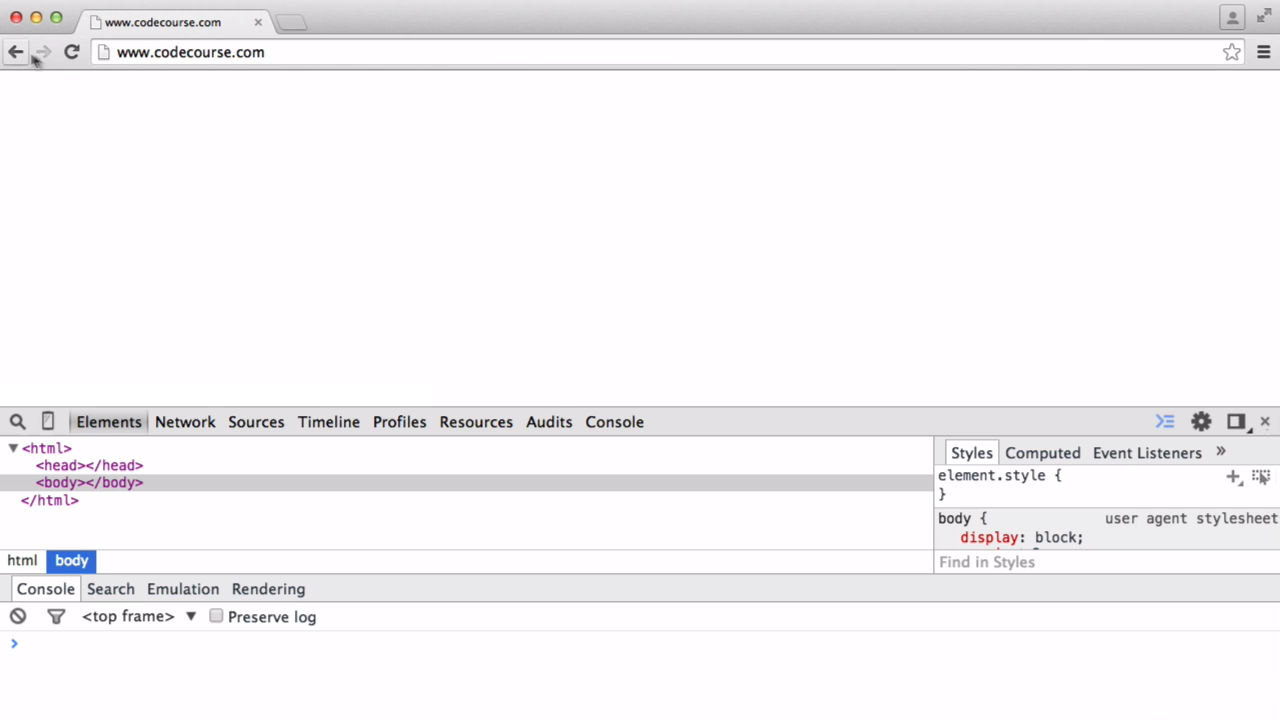 www.codecourse.com
www.codecourse.com
Elements Network Sources Timeline Profiles Resources Audits Console
<html>
<head></head>
<body></body>
</html>
html body
Styles Computed Event Listeners »
element.style {
}
body { user agent stylesheet
display: block;
Find in Styles
Console Search Emulation Rendering
<top frame> ▼ Preserve log
>